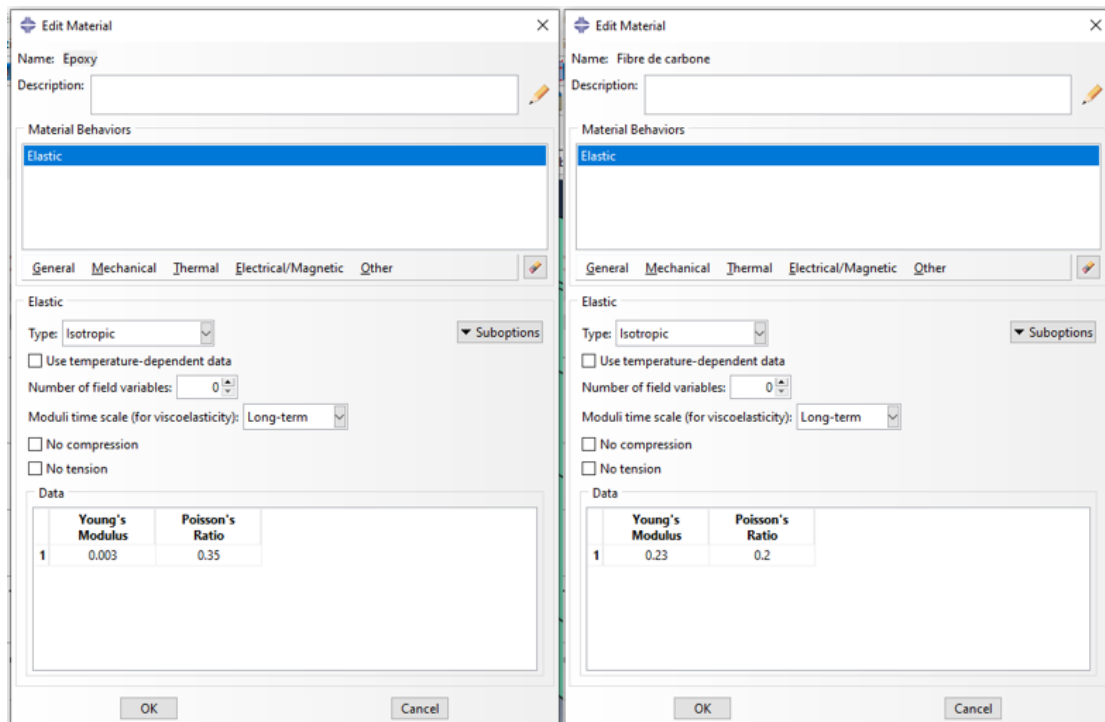 Edit Material
Name: Epoxy
Description:
Material Behaviors
Elastic
General Mechanical Thermal Electrical/Magnetic Other
Elastic
Type: Isotropic
Suboptions
Use temperature-dependent data
Number of field variables: 0
Moduli time scale (for viscoelasticity): Long-term
No compression
No tension
Data
Young's Modulus
Poisson's Ratio
1 0.003 0.35
OK Cancel
Edit Material
Name: Fibre de carbone
Description:
Material Behaviors
Elastic
General Mechanical Thermal Electrical/Magnetic Other
Elastic
Type: Isotropic
Suboptions
Use temperature-dependent data
Number of field variables: 0
Moduli time scale (for viscoelasticity): Long-term
No compression
No tension
Data
Young's Modulus
Poisson's Ratio
1 0.23 0.2
OK Cancel